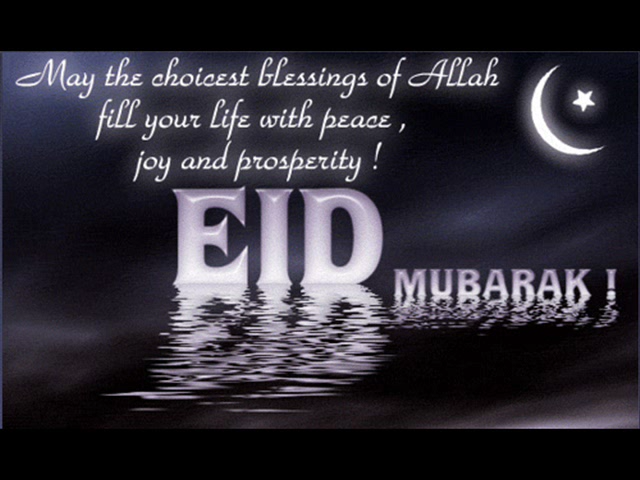 May the choicest blessings of Allah
fill your life with peace ,
joy and prosperity !
EID
MUBARAK !